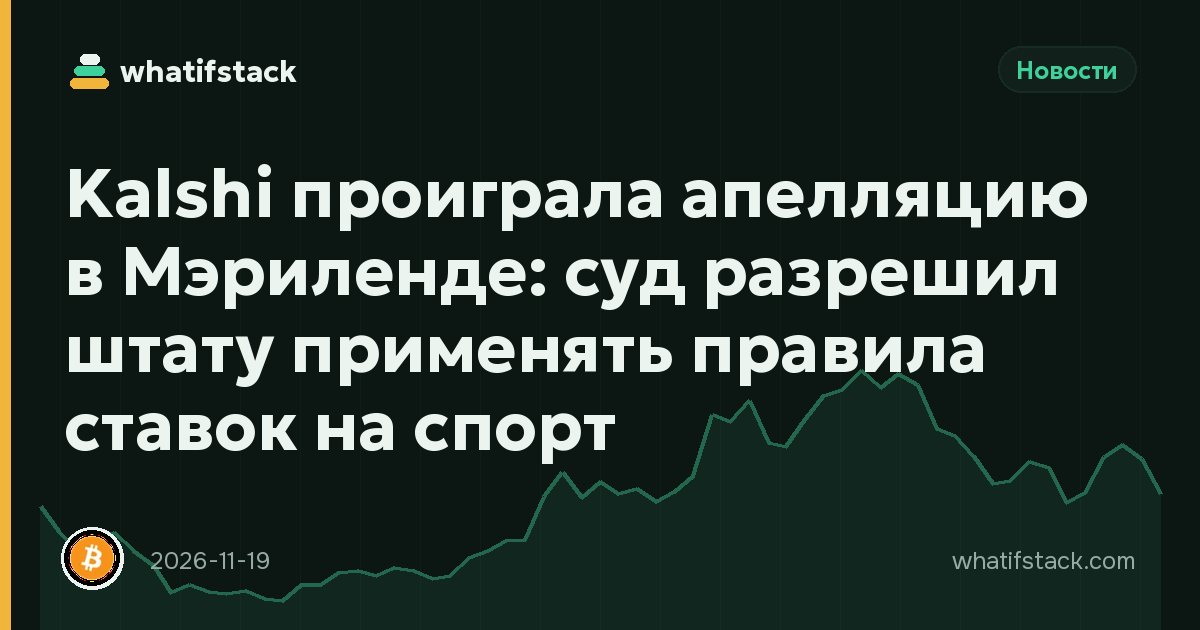 whatifstack
Новости
Kalshi проиграла апелляцию
в Мэриленде: суд разрешил
штату применять правила
ставок на спорт
2026-11-19
whatifstack.com